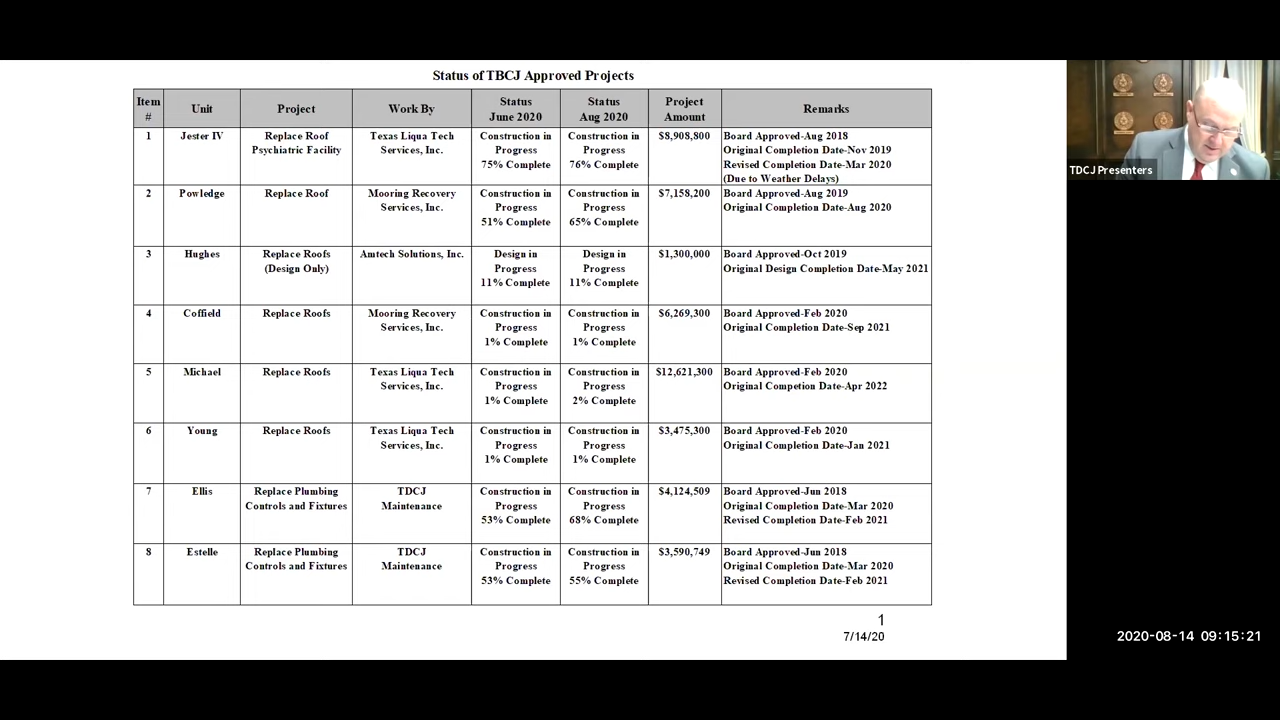 Status of TBCJ Approved Projects
Item # Unit Project Work By Status June 2020 Status Aug 2020 Project Amount Remarks
1 Jester IV Replace Roof Psychiatric Facility Texas Liqua Tech Services, Inc. Construction in Progress 75% Complete Construction in Progress 76% Complete $8,908,800 Board Approved-Aug 2018
Original Completion Date-Nov 2019
Revised Completion Date-Mar 2020
(Due to Weather Delays)
2 Powledge Replace Roof Mooring Recovery Services, Inc. Construction in Progress 51% Complete Construction in Progress 65% Complete $7,158,200 Board Approved-Aug 2019
Original Completion Date-Aug 2020
3 Hughes Replace Roofs (Design Only) Amtech Solutions, Inc. Design in Progress 11% Complete Design in Progress 11% Complete $1,300,000 Board Approved-Oct 2019
Original Design Completion Date-May 2021
4 Coffield Replace Roofs Mooring Recovery Services, Inc. Construction in Progress 1% Complete Construction in Progress 1% Complete $6,269,300 Board Approved-Feb 2020
Original Completion Date-Sep 2021
5 Michael Replace Roofs Texas Liqua Tech Services, Inc. Construction in Progress 1% Complete Construction in Progress 2% Complete $12,621,300 Board Approved-Feb 2020
Original Competion Date-Apr 2022
6 Young Replace Roofs Texas Liqua Tech Services, Inc. Construction in Progress 1% Complete Construction in Progress 1% Complete $3,475,300 Board Approved-Feb 2020
Original Completion Date-Jan 2021
7 Ellis Replace Plumbing Controls and Fixtures TDCJ Maintenance Construction in Progress 53% Complete Construction in Progress 68% Complete $4,124,509 Board Approved-Jun 2018
Original Completion Date-Mar 2020
Revised Completion Date-Feb 2021
8 Estelle Replace Plumbing Controls and Fixtures TDCJ Maintenance Construction in Progress 53% Complete Construction in Progress 55% Complete $3,590,749 Board Approved-Jun 2018
Original Completion Date-Mar 2020
Revised Completion Date-Feb 2021
1
7/14/20
TDCJ Presenters
2020-08-14 09:15:21